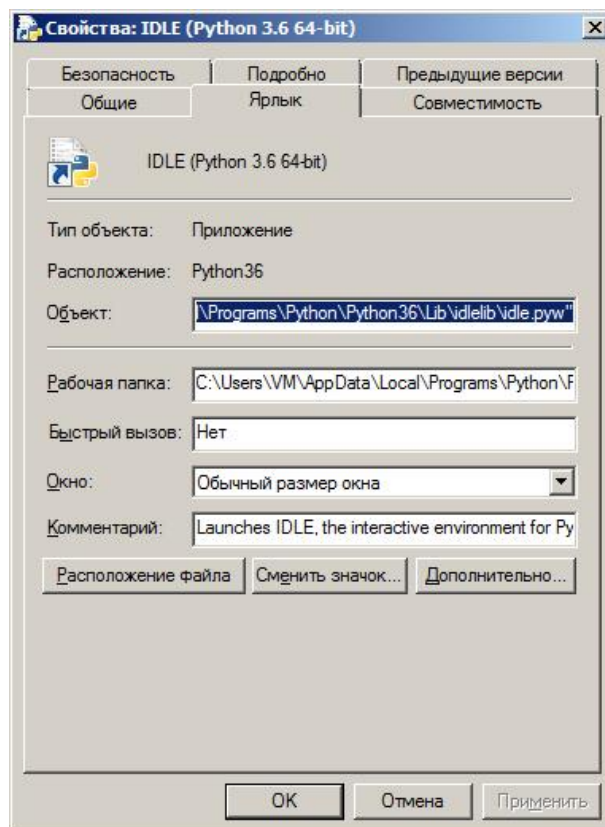 Свойства: IDLE (Python 3.6 64-bit)
Безопасность Подробно Предыдущие версии
Общие Ярлык Совместимость
IDLE (Python 3.6 64-bit)
Тип объекта: Приложение
Расположение: Python36
Объект: \Programs\Python\Python36\Lib\idlelib\idle.pyw"
Рабочая папка: C:\Users\VM\AppData\Local\Programs\Python\P
Быстрый вызов: Нет
Окно: Обычный размер окна
Комментарий: Launches IDLE, the interactive environment for Py
Расположение файла Сменить значок... Дополнительно...
OK Отмена Применить